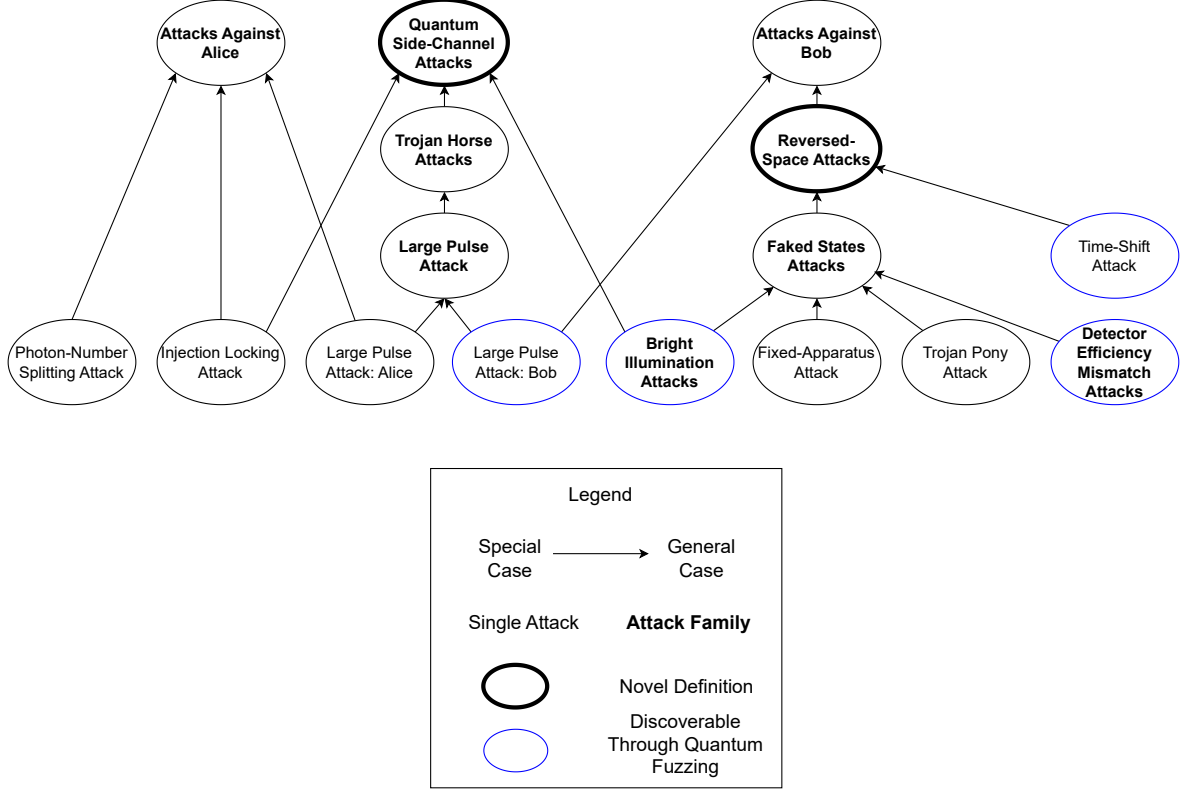 Attacks Against
Alice
Quantum
Side-Channel
Attacks
Attacks Against
Bob
Trojan Horse
Attacks
Reversed-
Space Attacks
Large Pulse
Attack
Faked States
Attacks
Time-Shift
Attack
Photon-Number
Splitting Attack
Injection Locking
Attack
Large Pulse
Attack: Alice
Large Pulse
Attack: Bob
Bright
Illumination
Attacks
Fixed-Apparatus
Attack
Trojan Pony
Attack
Detector
Efficiency
Mismatch
Attacks
Legend
Special
Case
General
Case
Single Attack
Attack Family
Novel Definition
Discoverable
Through Quantum
Fuzzing